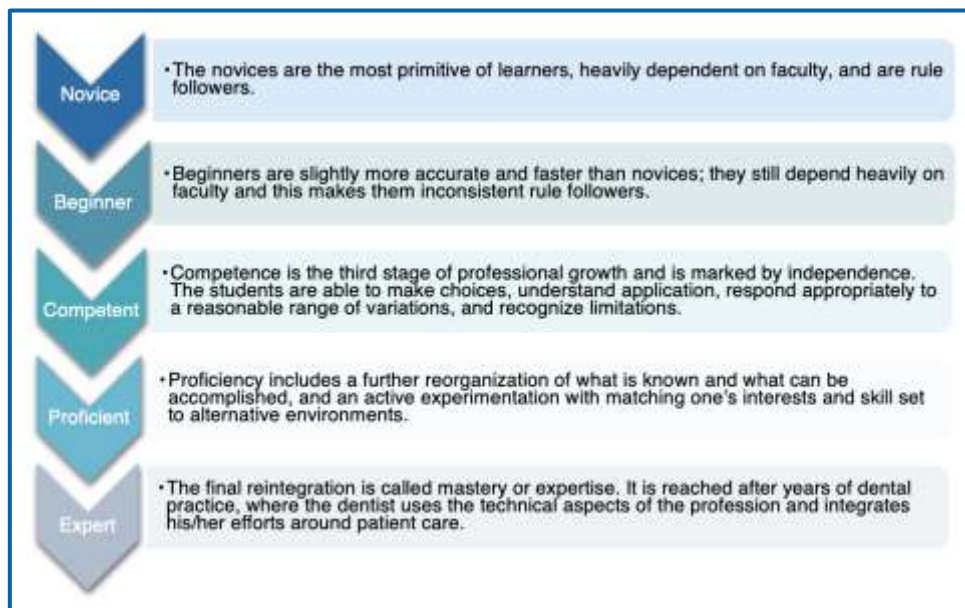 Novice
•The novices are the most primitive of learners, heavily dependent on faculty, and are rule
followers.
Beginner
•Beginners are slightly more accurate and faster than novices; they still depend heavily on
faculty and this makes them inconsistent rule followers.
Competent
•Competence is the third stage of professional growth and is marked by independence.
The students are able to make choices, understand application, respond appropriately to
a reasonable range of variations, and recognize limitations.
Proficient
•Proficiency includes a further reorganization of what is known and what can be
accomplished, and an active experimentation with matching one's interests and skill set
to alternative environments.
Expert
•The final reintegration is called mastery or expertise. It is reached after years of dental
practice, where the dentist uses the technical aspects of the profession and integrates
his/her efforts around patient care.